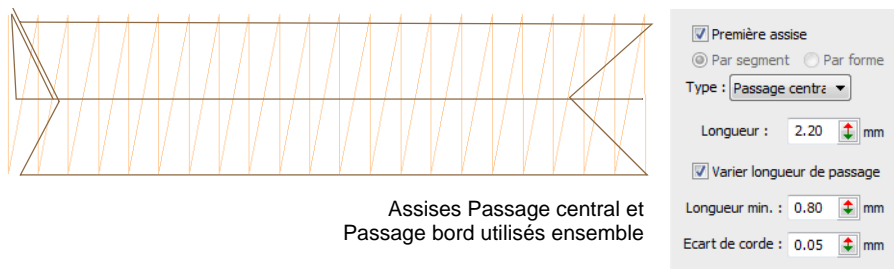 Assises Passage central et
Passage bord utilisés ensemble
Première assise
Par segment Par forme
Type : Passage centra
Longueur : 2.20 mm
Varier longueur de passage
Longueur min. : 0.80 mm
Ecart de corde : 0.05 mm